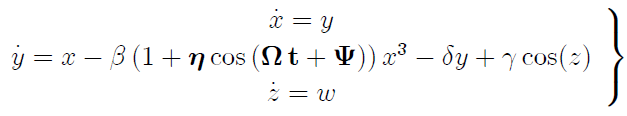 ẋ = y
ẏ = x − β (1 + η cos (Ω t + Ψ)) x³ − δy + γ cos(z)
ż = w